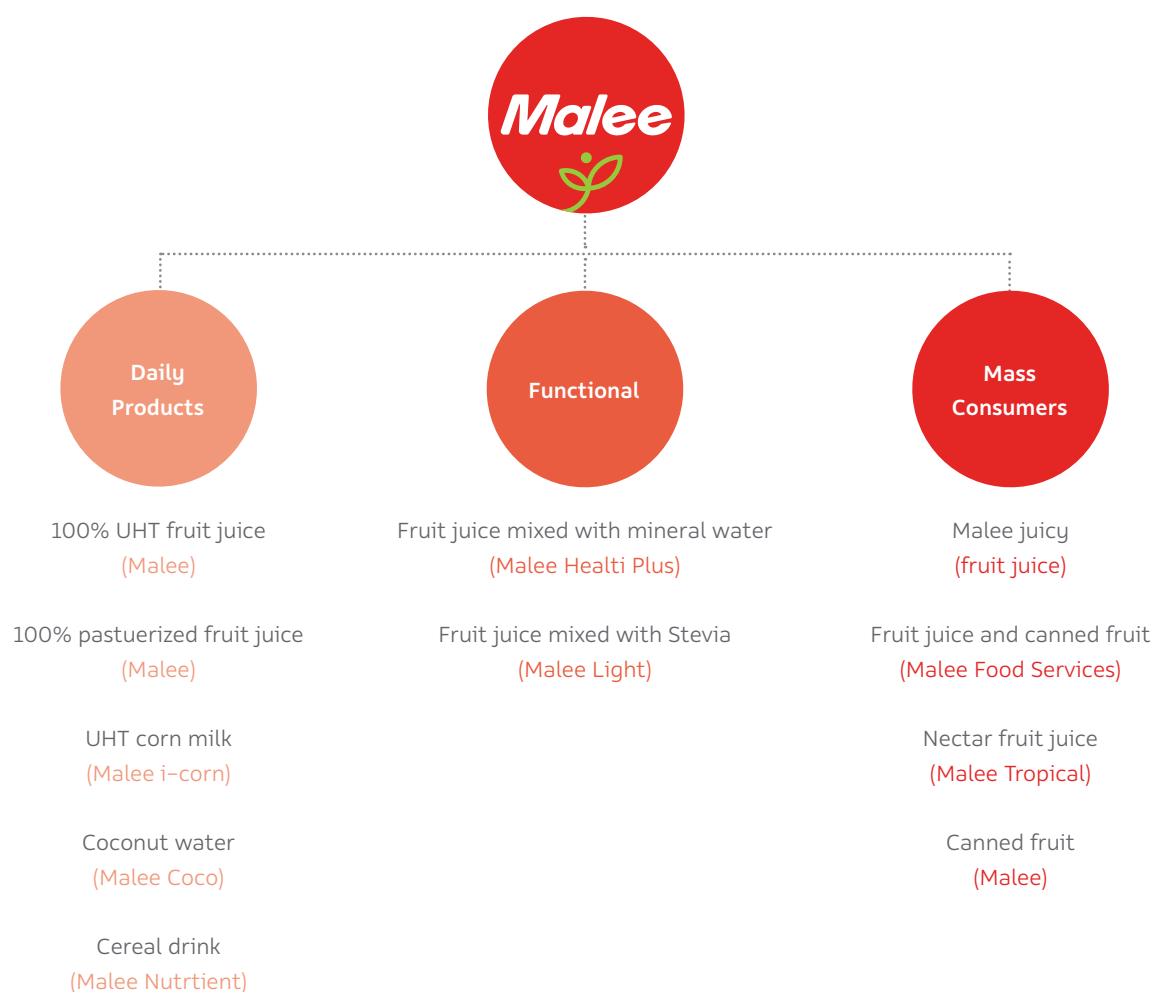 Malee
Daily
Products
100% UHT fruit juice
(Malee)
100% pastuerized fruit juice
(Malee)
UHT corn milk
(Malee i-corn)
Coconut water
(Malee Coco)
Cereal drink
(Malee Nutrtient)
Functional
Fruit juice mixed with mineral water
(Malee Healti Plus)
Fruit juice mixed with Stevia
(Malee Light)
Mass
Consumers
Malee juicy
(fruit juice)
Fruit juice and canned fruit
(Malee Food Services)
Nectar fruit juice
(Malee Tropical)
Canned fruit
(Malee)